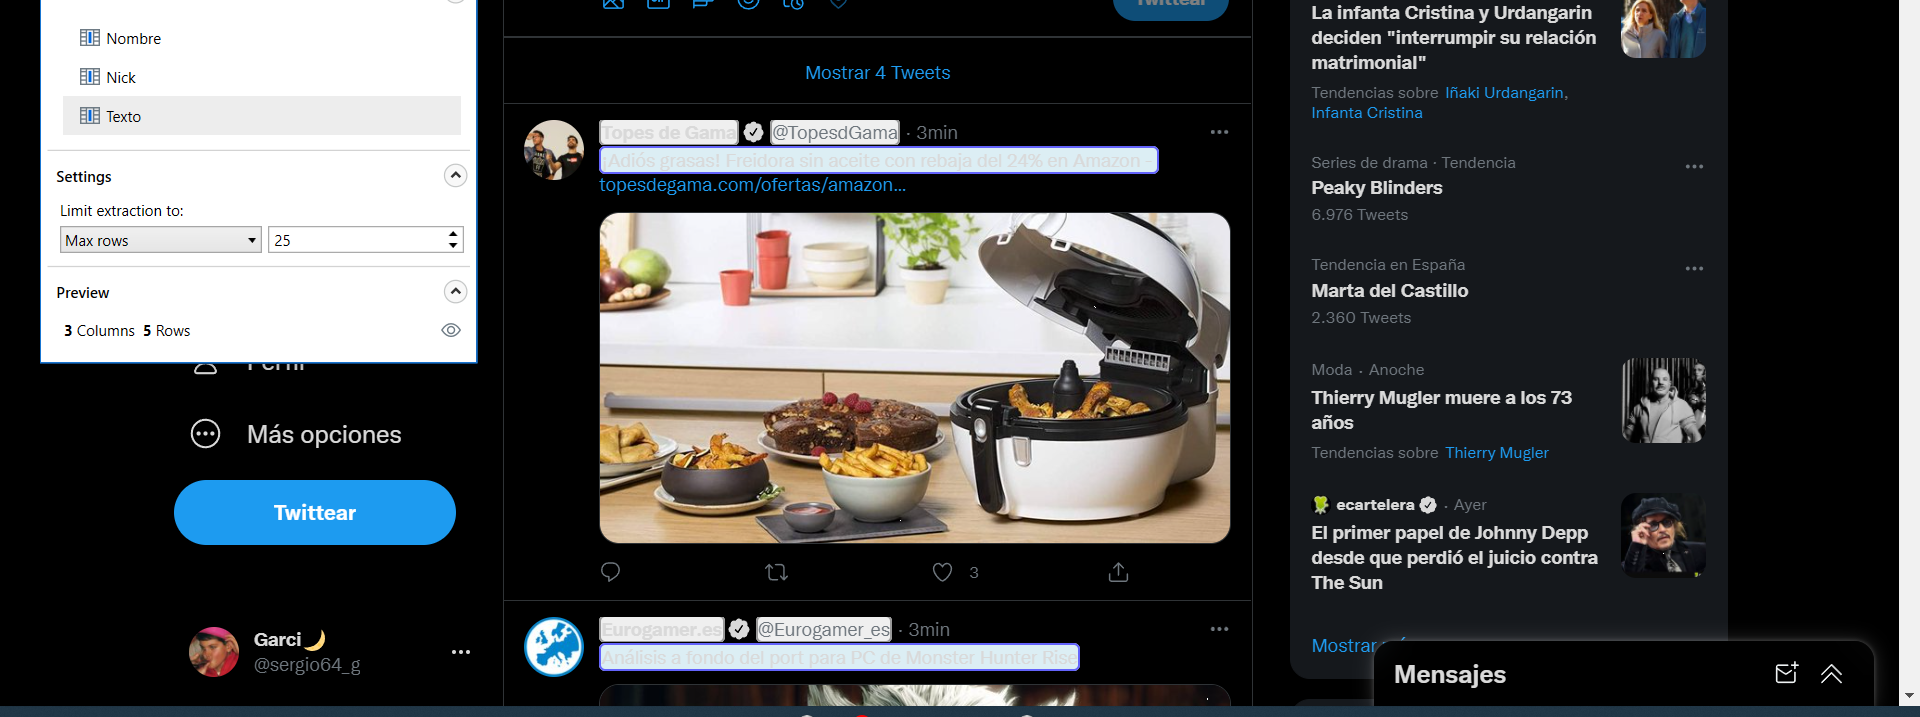 Nombre
Nick
Texto
Settings
Limit extraction to:
Max rows
25
Preview
3 Columns 5 Rows
Perfil
Más opciones
Twittear
Garci
@sergio64_g
Twittear
Mostrar 4 Tweets
Topes de Gama @TopesdGama · 3min
¡Adiós grasas! Freidora sin aceite con rebaja del 24% en Amazon -
topesdegama.com/ofertas/amazon...
3
Eurogamer.es @Eurogamer_es · 3min
Análisis a fondo del port para PC de Monster Hunter Rise
La infanta Cristina y Urdangarin
deciden "interrumpir su relación
matrimonial"
Tendencias sobre Iñaki Urdangarin,
Infanta Cristina
Series de drama · Tendencia
Peaky Blinders
6.976 Tweets
Tendencia en España
Marta del Castillo
2.360 Tweets
Moda · Anoche
Thierry Mugler muere a los 73
años
Tendencias sobre Thierry Mugler
ecartelera · Ayer
El primer papel de Johnny Depp
desde que perdió el juicio contra
The Sun
Mostrar
Mensajes